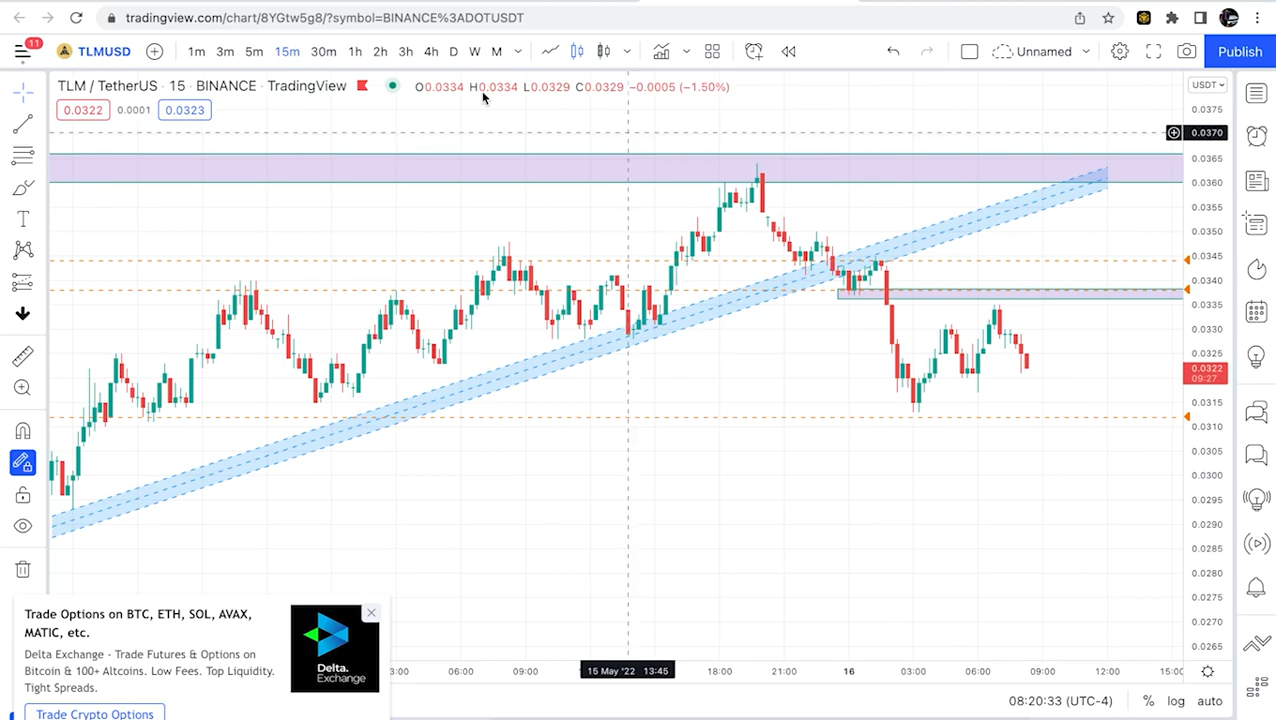 tradingview.com/chart/8YGtw5g8/?symbol=BINANCE%3ADOTUSDT
11
TLMUSD 1m 3m 5m 15m 30m 1h 2h 3h 4h D W M Unnamed Publish
TLM / TetherUS · 15 · BINANCE · TradingView O0.0334 H0.0334 L0.0329 C0.0329 −0.0005 (−1.50%) USDT
0.0322 0.0001 0.0323
0.0375
0.0370
0.0365
0.0360
0.0355
0.0350
0.0345
0.0340
0.0335
0.0330
0.0325
0.0322
09:27
0.0315
0.0310
0.0305
0.0300
0.0295
0.0290
0.0285
0.0280
0.0275
0.0270
0.0265
Trade Options on BTC, ETH, SOL, AVAX,
MATIC, etc.
Delta Exchange - Trade Futures & Options on
Bitcoin & 100+ Altcoins. Low Fees. Top Liquidity.
Tight Spreads.
Trade Crypto Options
Delta.
Exchange
3:00 06:00 09:00 15 May '22 13:45 18:00 21:00 16 03:00 06:00 09:00 12:00 15:00
08:20:33 (UTC-4) % log auto